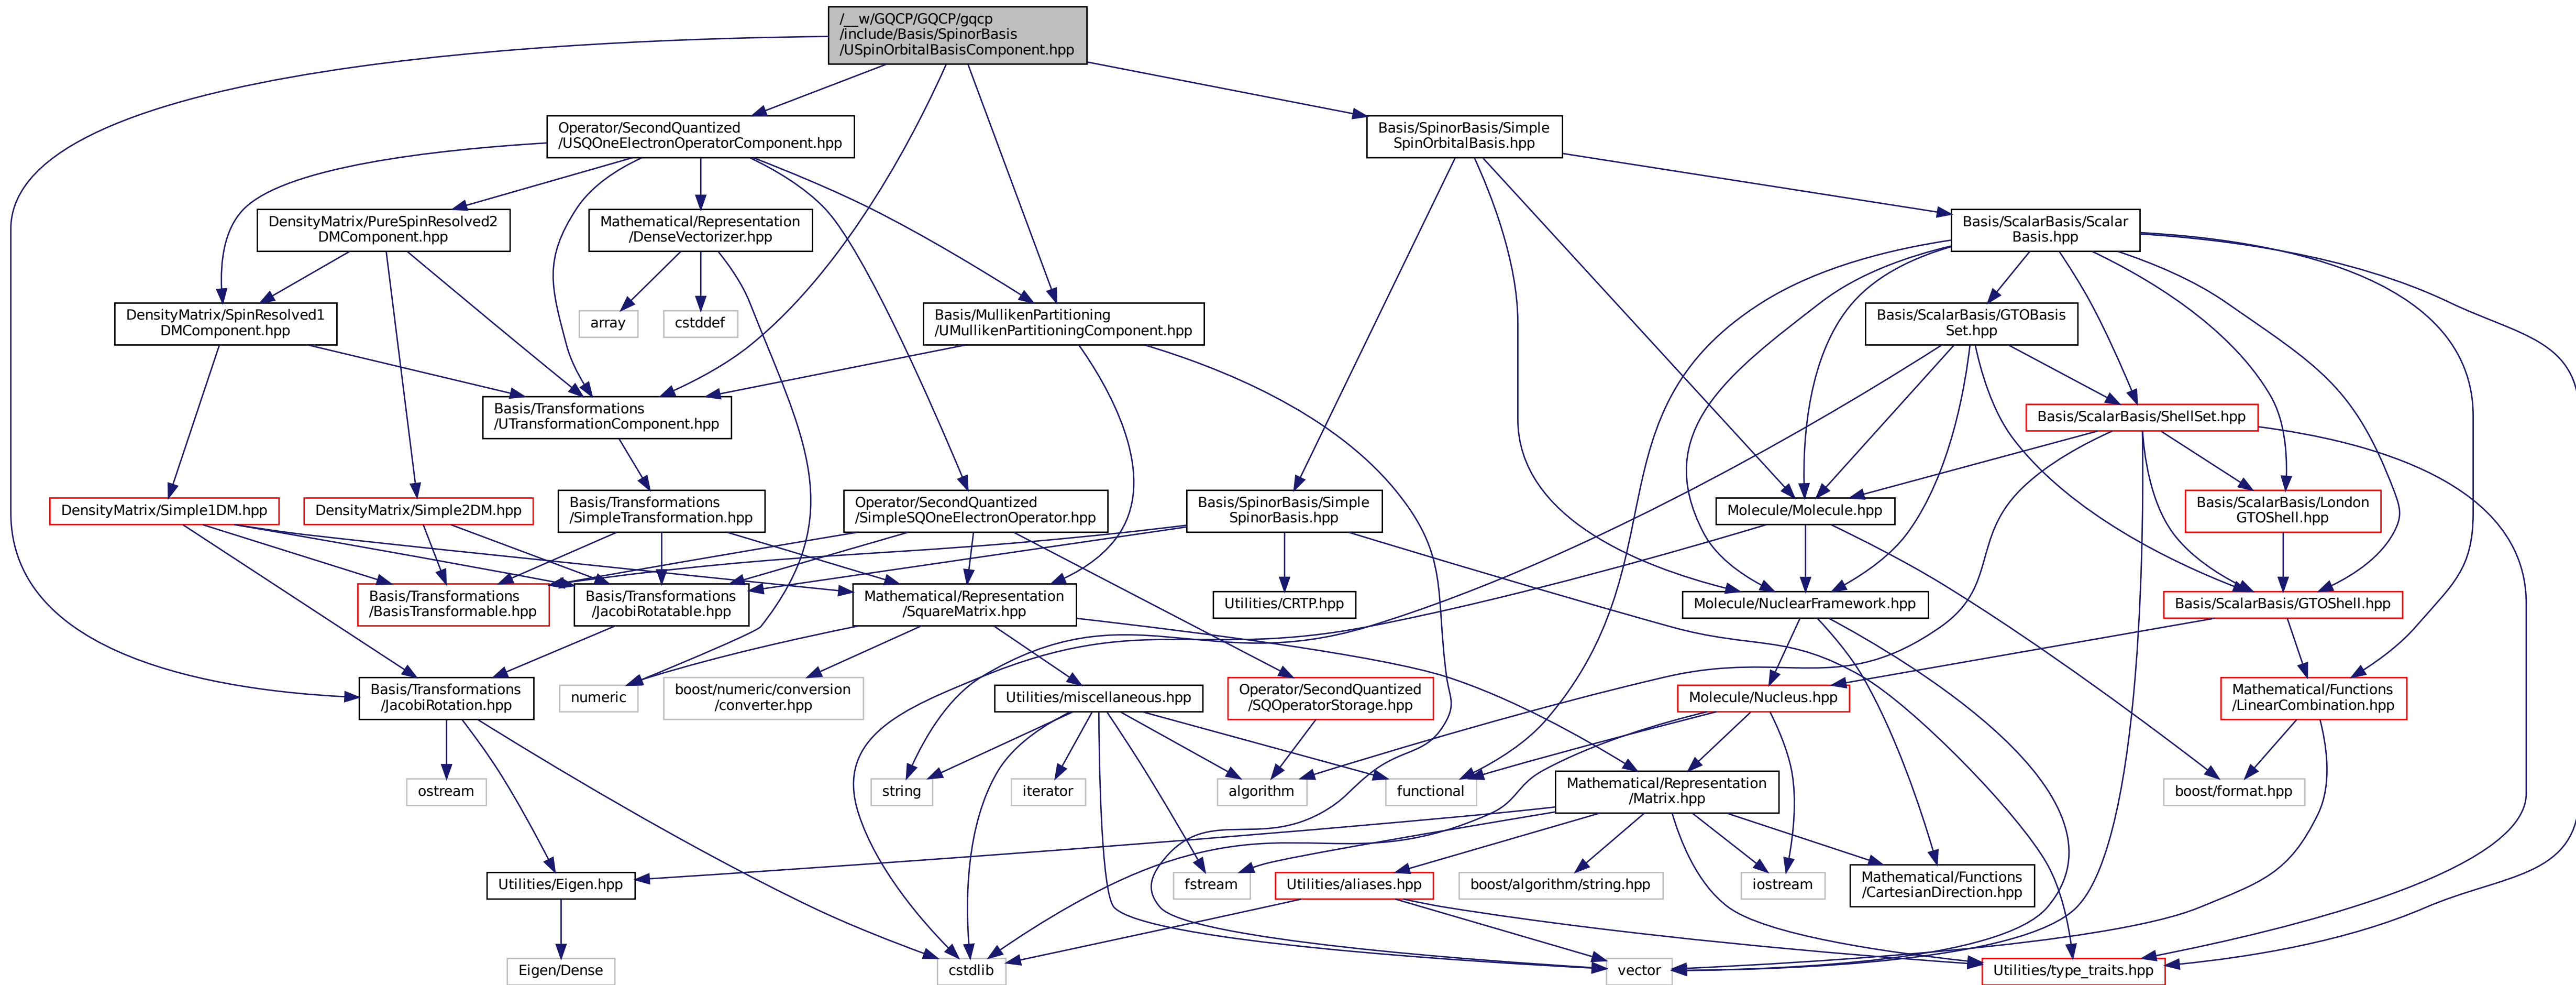 /__w/GQCP/GQCP/gqcp
/include/Basis/SpinorBasis
/USpinOrbitalBasisComponent.hpp
Operator/SecondQuantized
/USQOneElectronOperatorComponent.hpp
Basis/SpinorBasis/Simple
SpinOrbitalBasis.hpp
DensityMatrix/PureSpinResolved2
DMComponent.hpp
Mathematical/Representation
/DenseVectorizer.hpp
Basis/ScalarBasis/Scalar
Basis.hpp
DensityMatrix/SpinResolved1
DMComponent.hpp
array
cstddef
Basis/MullikenPartitioning
/UMullikenPartitioningComponent.hpp
Basis/ScalarBasis/GTOBasis
Set.hpp
Basis/Transformations
/UTransformationComponent.hpp
Basis/ScalarBasis/ShellSet.hpp
DensityMatrix/Simple1DM.hpp
DensityMatrix/Simple2DM.hpp
Basis/Transformations
/SimpleTransformation.hpp
Operator/SecondQuantized
/SimpleSQOneElectronOperator.hpp
Basis/SpinorBasis/Simple
SpinorBasis.hpp
Molecule/Molecule.hpp
Basis/ScalarBasis/London
GTOShell.hpp
Basis/Transformations
/BasisTransformable.hpp
Basis/Transformations
/JacobiRotatable.hpp
Mathematical/Representation
/SquareMatrix.hpp
Utilities/CRTP.hpp
Molecule/NuclearFramework.hpp
Basis/ScalarBasis/GTOShell.hpp
Basis/Transformations
/JacobiRotation.hpp
numeric
boost/numeric/conversion
/converter.hpp
Utilities/miscellaneous.hpp
Operator/SecondQuantized
/SQOperatorStorage.hpp
Molecule/Nucleus.hpp
Mathematical/Functions
/LinearCombination.hpp
ostream
string
iterator
algorithm
functional
Mathematical/Representation
/Matrix.hpp
boost/format.hpp
Utilities/Eigen.hpp
fstream
Utilities/aliases.hpp
boost/algorithm/string.hpp
iostream
Mathematical/Functions
/CartesianDirection.hpp
Eigen/Dense
cstdlib
vector
Utilities/type_traits.hpp